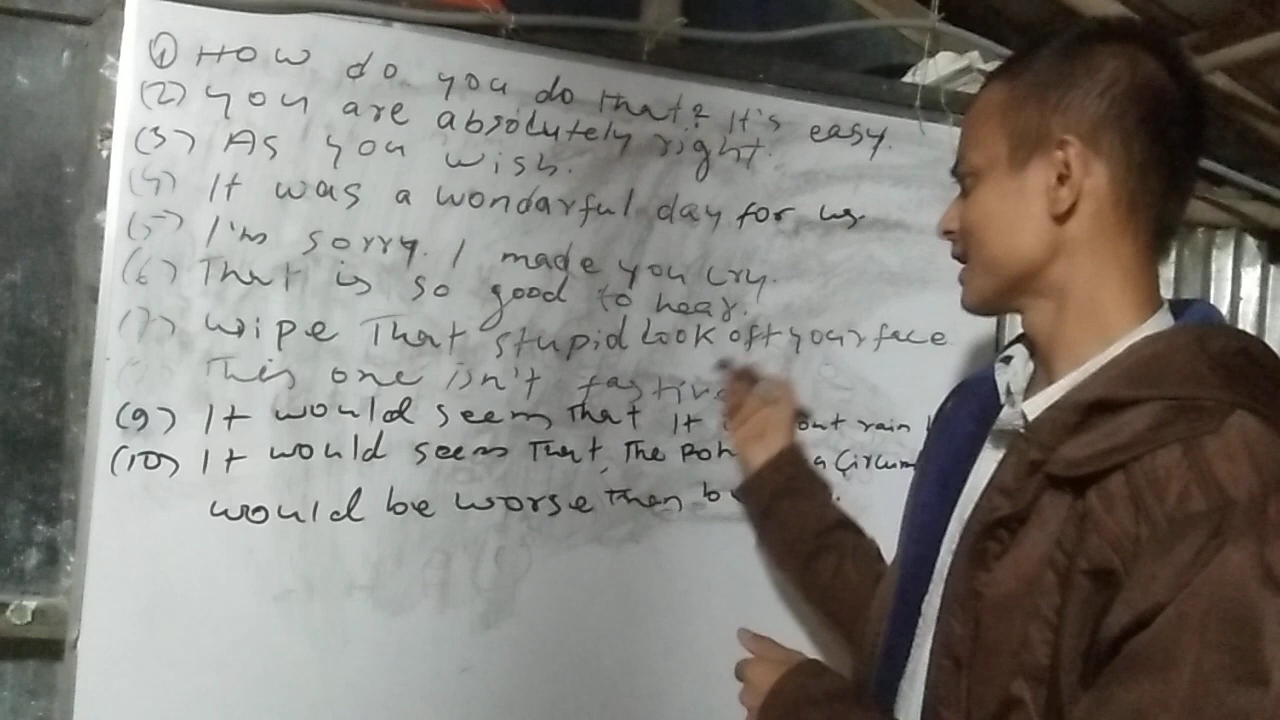 (1) How do you do that? It's easy.
(2) You are absolutely right.
(3) As you wish.
(4) It was a wondarful day for us.
(5) I'm sorry. I made you cry.
(6) That is so good to hear.
(7) Wipe That stupid Look off your face
This one isn't
(9) It would seem that It rain
(10) It would seem That, The
would be worse then